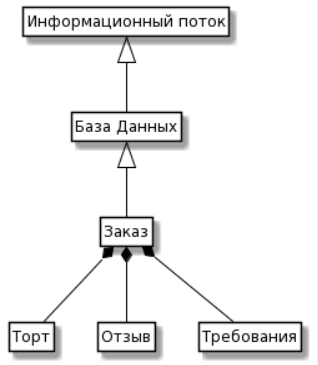 Информационный поток
База Данных
Заказ
Торт
Отзыв
Требования